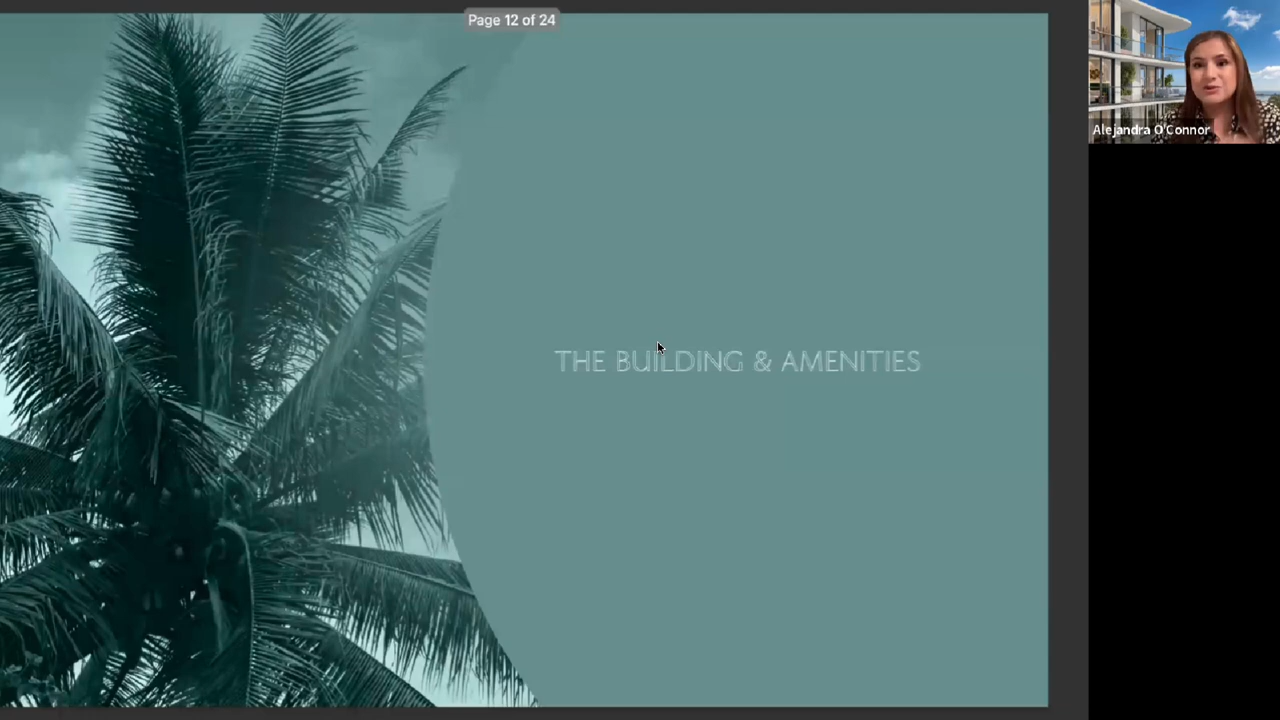 Page 12 of 24
Alejandra O'Connor
THE BUILDING & AMENITIES